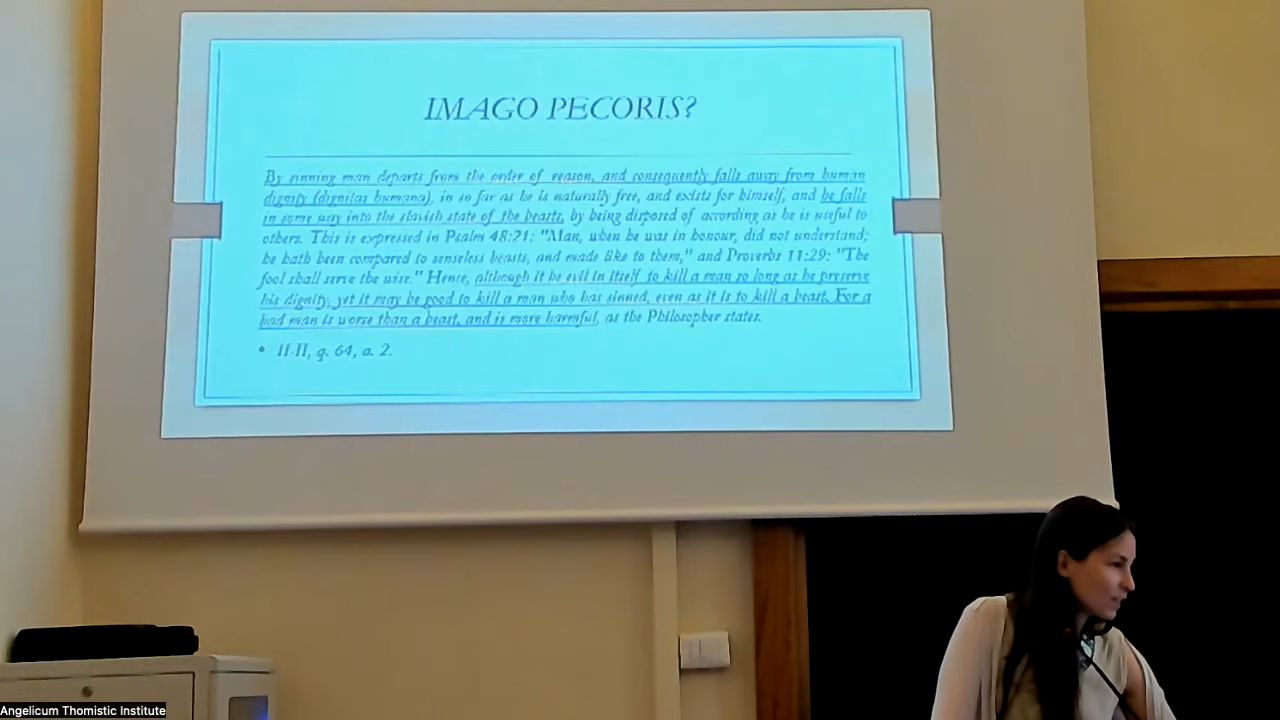 IMAGO PECORIS?
By sinning man departs from the order of reason, and consequently falls away from human
dignity (dignitas humana), in so far as he is naturally free, and exists for himself, and he falls
in some way into the slavish state of the beasts, by being disposed of according as he is useful to
others. This is expressed in Psalm 48:21: "Man, when he was in honour, did not understand;
he hath been compared to senseless beasts, and made like to them," and Proverbs 11:29: "The
fool shall serve the wise." Hence, although it be evil in itself to kill a man so long as he preserve
his dignity, yet it may be good to kill a man who has sinned, even as it is to kill a beast. For a
bad man is worse than a beast, and is more harmful, as the Philosopher states.
• II-II, q. 64, a. 2.
Angelicum Thomistic Institute